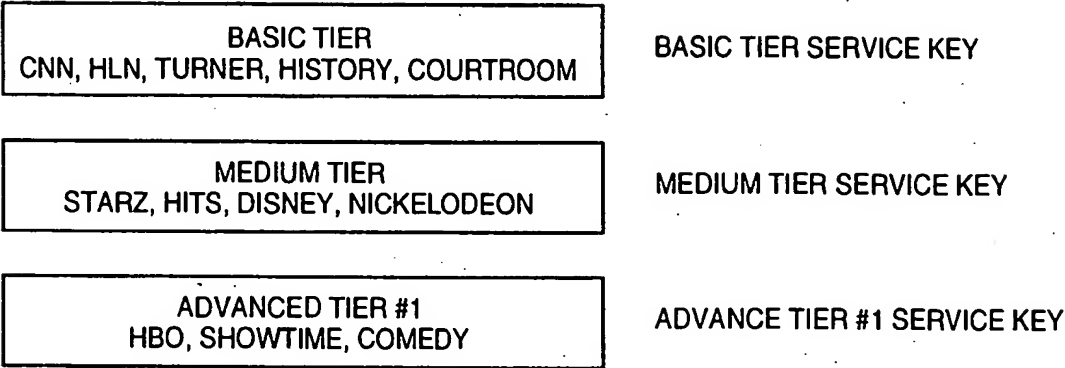 BASIC TIER
CNN, HLN, TURNER, HISTORY, COURTROOM
BASIC TIER SERVICE KEY
MEDIUM TIER
STARZ, HITS, DISNEY, NICKELODEON
MEDIUM TIER SERVICE KEY
ADVANCED TIER #1
HBO, SHOWTIME, COMEDY
ADVANCE TIER #1 SERVICE KEY